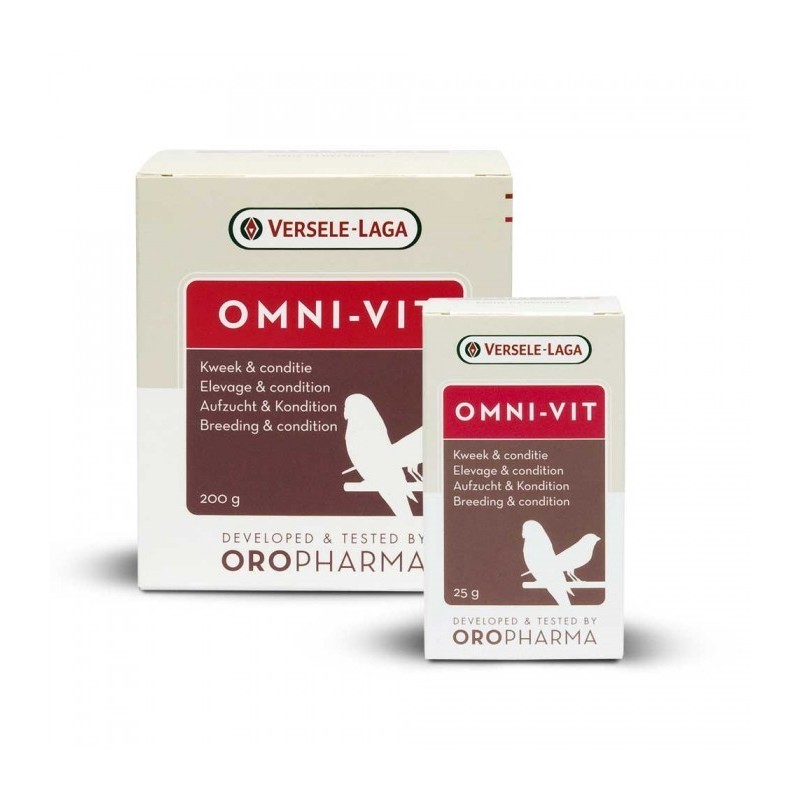 VERSELE-LAGA
OMNI-VIT
Kweek & conditie
Elevage & condition
Aufzucht & Kondition
Breeding & condition
200 g
DEVELOPED & TESTED BY
OROPHARMA
VERSELE-LAGA
OMNI-VIT
Kweek & conditie
Elevage & condition
Aufzucht & Kondition
Breeding & condition
25 g
DEVELOPED & TESTED BY
OROPHARMA